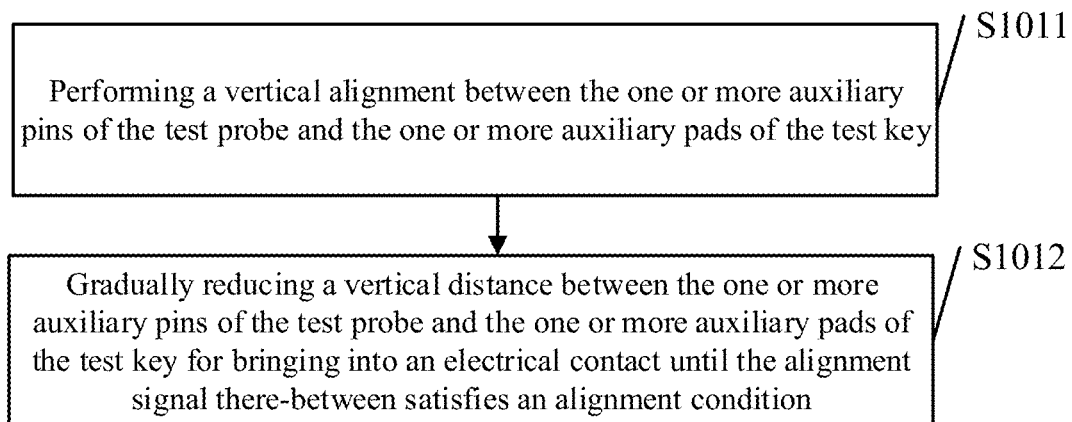 S1011
Performing a vertical alignment between the one or more auxiliary
pins of the test probe and the one or more auxiliary pads of the test key
S1012
Gradually reducing a vertical distance between the one or more
auxiliary pins of the test probe and the one or more auxiliary pads of
the test key for bringing into an electrical contact until the alignment
signal there-between satisfies an alignment condition